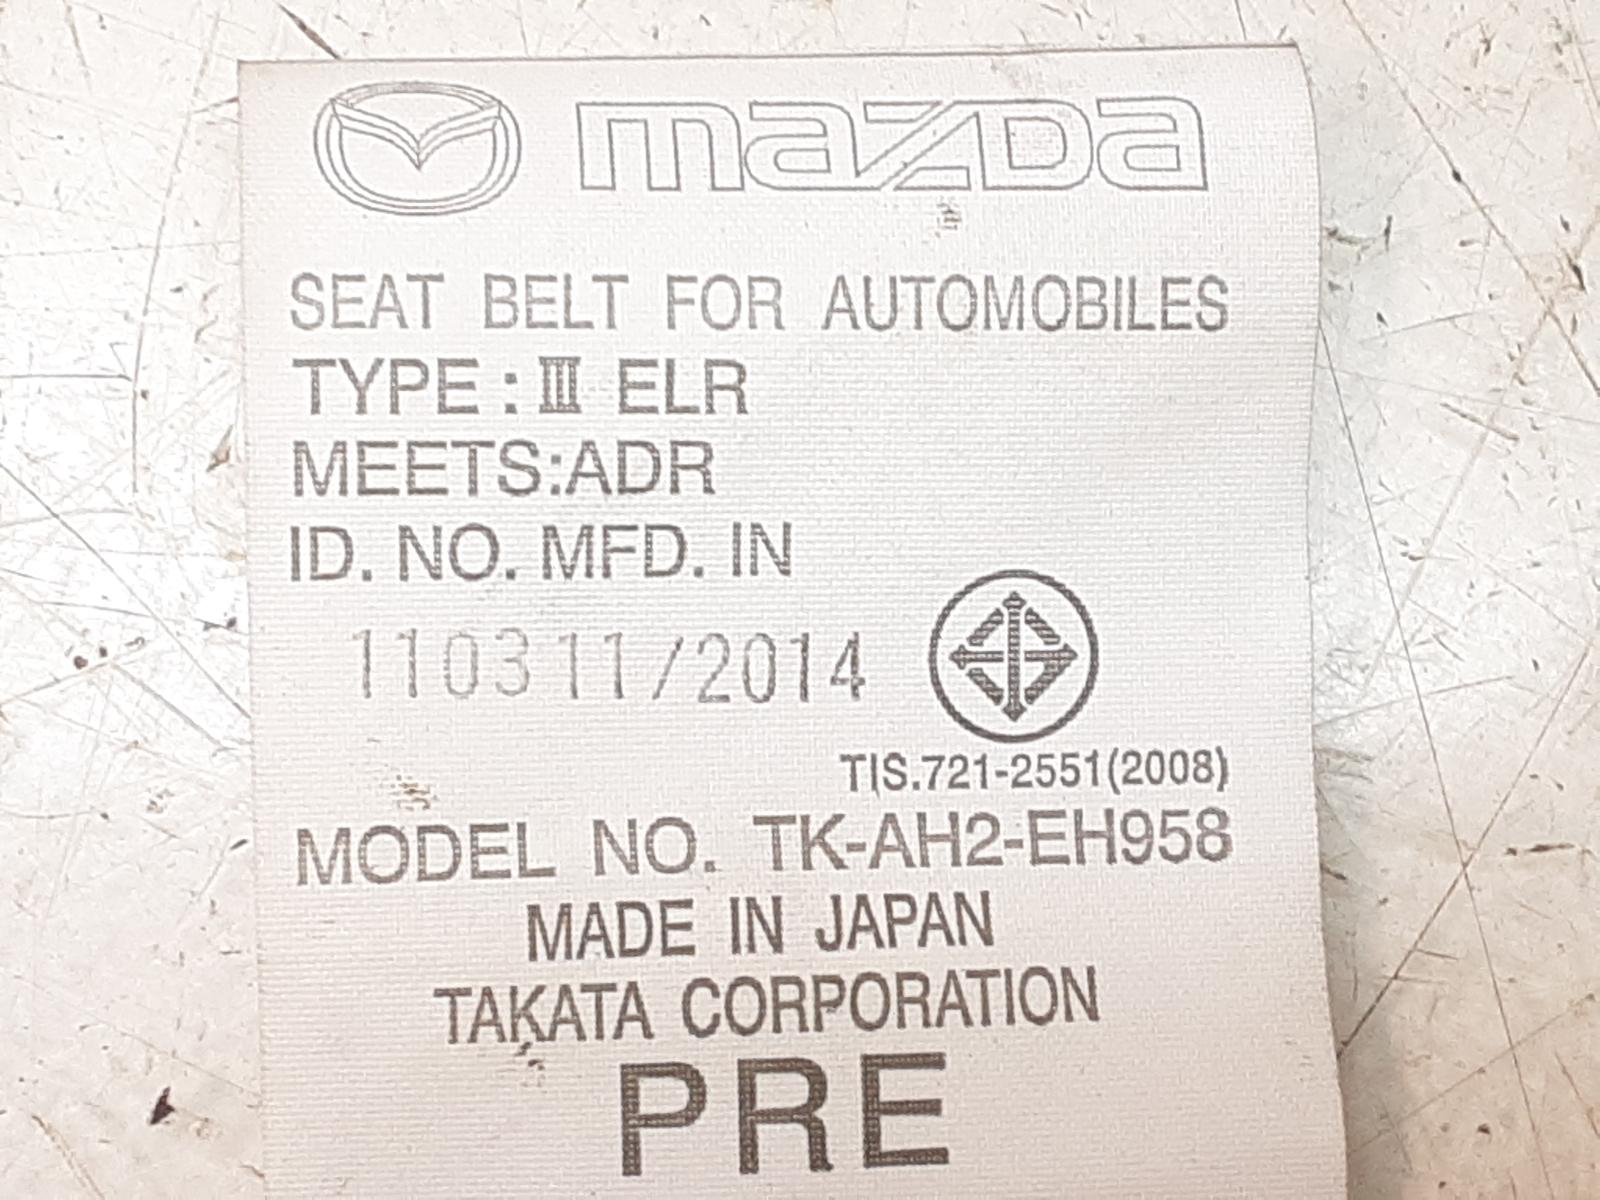 mazda
SEAT BELT FOR AUTOMOBILES
TYPE : Ⅲ ELR
MEETS:ADR
ID. NO. MFD. IN
110311/2014
TIS.721-2551(2008)
MODEL NO. TK-AH2-EH958
MADE IN JAPAN
TAKATA CORPORATION
PRE